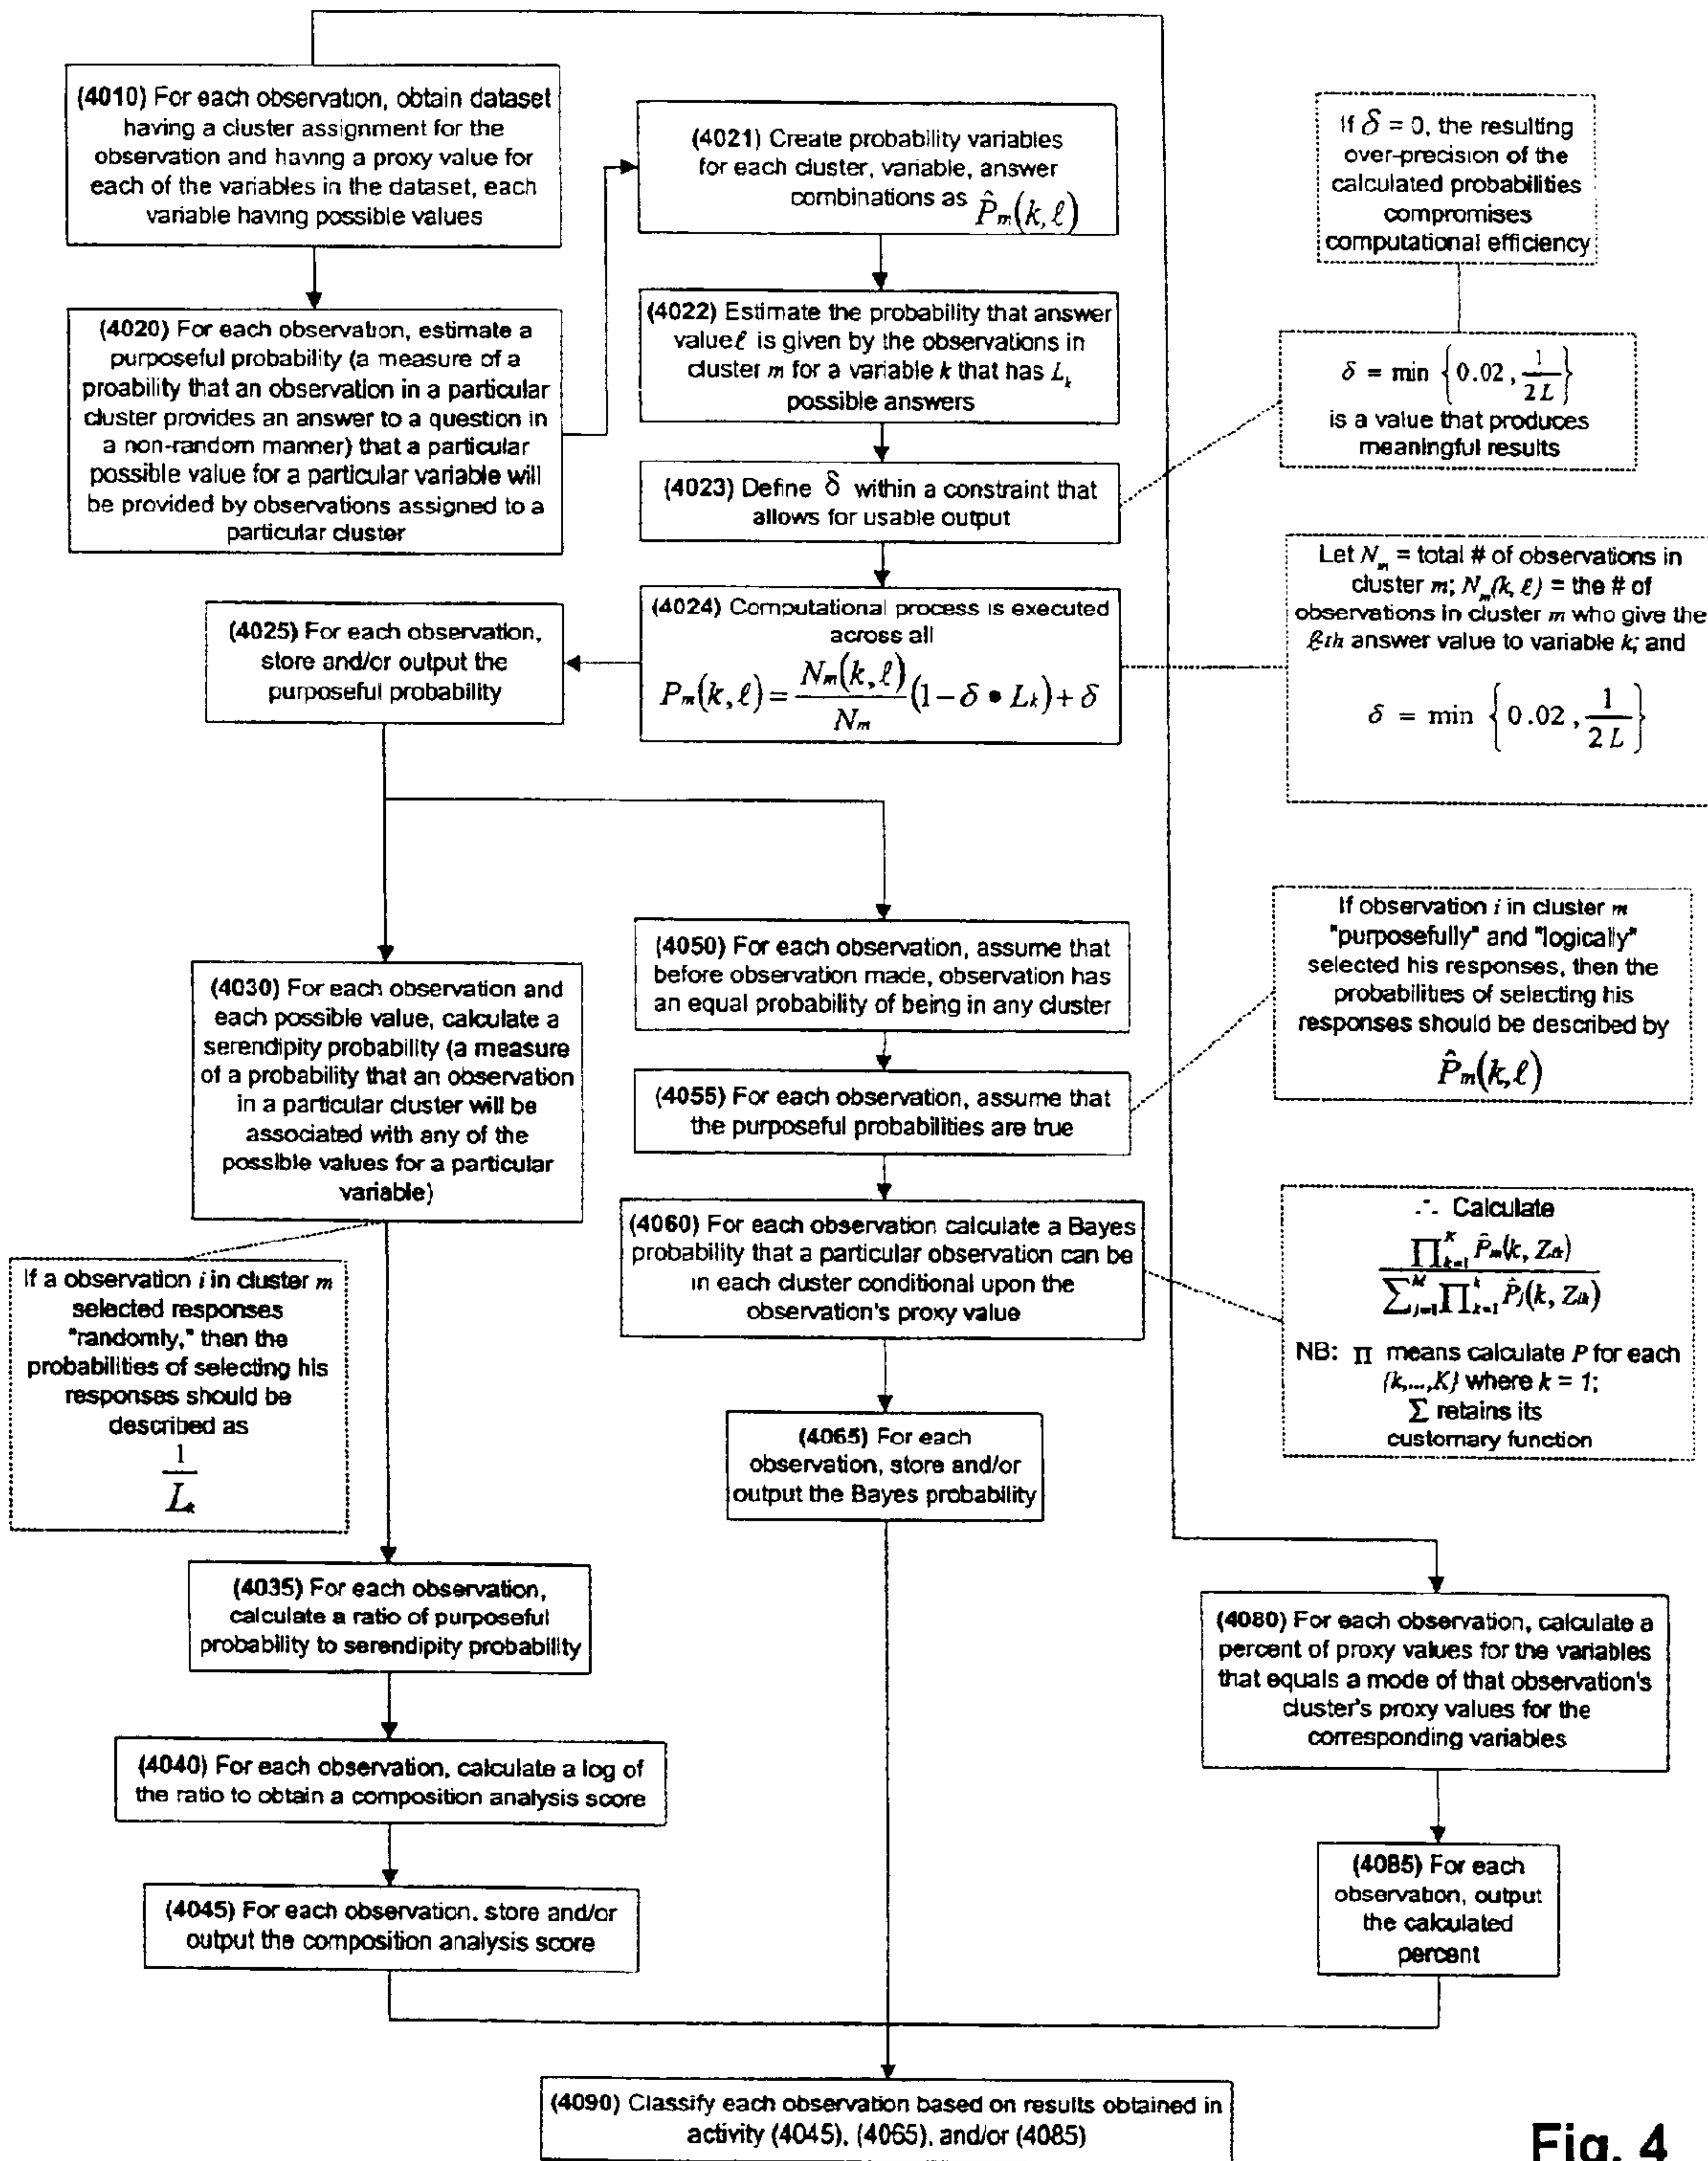 (4010) For each observation, obtain dataset
having a cluster assignment for the
observation and having a proxy value for
each of the variables in the dataset, each
variable having possible values
(4020) For each observation, estimate a
purposeful probability (a measure of a
proability that an observation in a particular
cluster provides an answer to a question in
a non-random manner) that a particular
possible value for a particular variable will
be provided by observations assigned to a
particular cluster
(4021) Create probability variables
for each cluster, variable, answer
combinations as P̂m(k,ℓ)
(4022) Estimate the probability that answer
value ℓ is given by the observations in
cluster m for a variable k that has Lk
possible answers
(4023) Define δ within a constraint that
allows for usable output
If δ = 0, the resulting
over-precision of the
calculated probabilities
compromises
computational efficiency
δ = min {0.02, 1/2L}
is a value that produces
meaningful results
(4024) Computational process is executed
across all
Pm(k,ℓ) = Nm(k,ℓ)/Nm (1−δ • Lk)+δ
Let Nm = total # of observations in
cluster m; Nm(k, ℓ) = the # of
observations in cluster m who give the
ℓth answer value to variable k; and
δ = min {0.02, 1/2L}
(4025) For each observation,
store and/or output the
purposeful probability
(4030) For each observation and
each possible value, calculate a
serendipity probability (a measure
of a probability that an observation
in a particular cluster will be
associated with any of the
possible values for a particular
variable)
If a observation i in cluster m
selected responses
"randomly," then the
probabilities of selecting his
responses should be
described as
1/Lk
(4035) For each observation,
calculate a ratio of purposeful
probability to serendipity probability
(4040) For each observation, calculate a log of
the ratio to obtain a composition analysis score
(4045) For each observation, store and/or
output the composition analysis score
(4050) For each observation, assume that
before observation made, observation has
an equal probability of being in any cluster
(4055) For each observation, assume that
the purposeful probabilities are true
If observation i in cluster m
"purposefully" and "logically"
selected his responses, then the
probabilities of selecting his
responses should be described by
P̂m(k,ℓ)
(4060) For each observation calculate a Bayes
probability that a particular observation can be
in each cluster conditional upon the
observation's proxy value
∴ Calculate
∏_{k=1}^{K} P̂m(k, Zik)
∑_{j=1}^{M} ∏_{k=1}^{k} P̂j(k, Zik)
NB: Π means calculate P for each
{k,...,K} where k = 1;
Σ retains its
customary function
(4065) For each
observation, store and/or
output the Bayes probability
(4080) For each observation, calculate a
percent of proxy values for the variables
that equals a mode of that observation's
cluster's proxy values for the
corresponding variables
(4085) For each
observation, output
the calculated
percent
(4090) Classify each observation based on results obtained in
activity (4045), (4065), and/or (4085)
Fig. 4